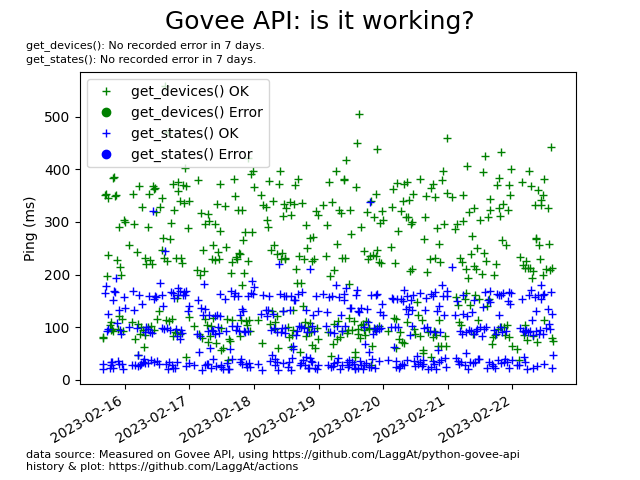 Govee API: is it working?
get_devices(): No recorded error in 7 days.
get_states(): No recorded error in 7 days.
get_devices() OK
get_devices() Error
get_states() OK
get_states() Error
Ping (ms)
500
400
300
200
100
0
2023-02-16
2023-02-17
2023-02-18
2023-02-19
2023-02-20
2023-02-21
2023-02-22
data source: Measured on Govee API, using https://github.com/LaggAt/python-govee-api
history & plot: https://github.com/LaggAt/actions